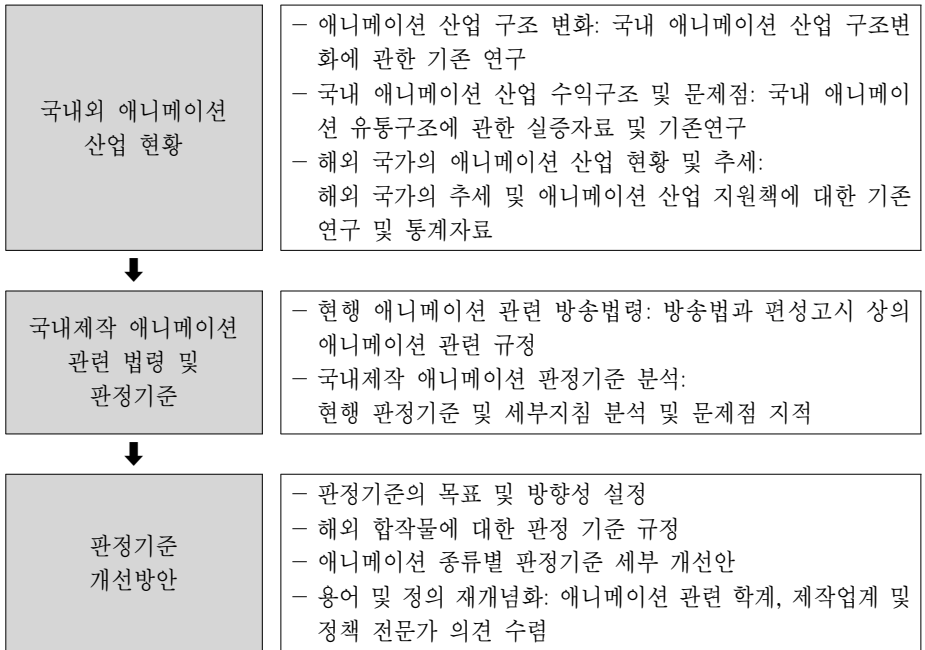 국내외 애니메이션
산업 현황
– 애니메이션 산업 구조 변화: 국내 애니메이션 산업 구조변
화에 관한 기존 연구
– 국내 애니메이션 산업 수익구조 및 문제점: 국내 애니메이
션 유통구조에 관한 실증자료 및 기존연구
– 해외 국가의 애니메이션 산업 현황 및 추세:
해외 국가의 추세 및 애니메이션 산업 지원책에 대한 기존
연구 및 통계자료
국내제작 애니메이션
관련 법령 및
판정기준
– 현행 애니메이션 관련 방송법령: 방송법과 편성고시 상의
애니메이션 관련 규정
– 국내제작 애니메이션 판정기준 분석:
현행 판정기준 및 세부지침 분석 및 문제점 지적
판정기준
개선방안
– 판정기준의 목표 및 방향성 설정
– 해외 합작물에 대한 판정 기준 규정
– 애니메이션 종류별 판정기준 세부 개선안
– 용어 및 정의 재개념화: 애니메이션 관련 학계, 제작업계 및
정책 전문가 의견 수렴